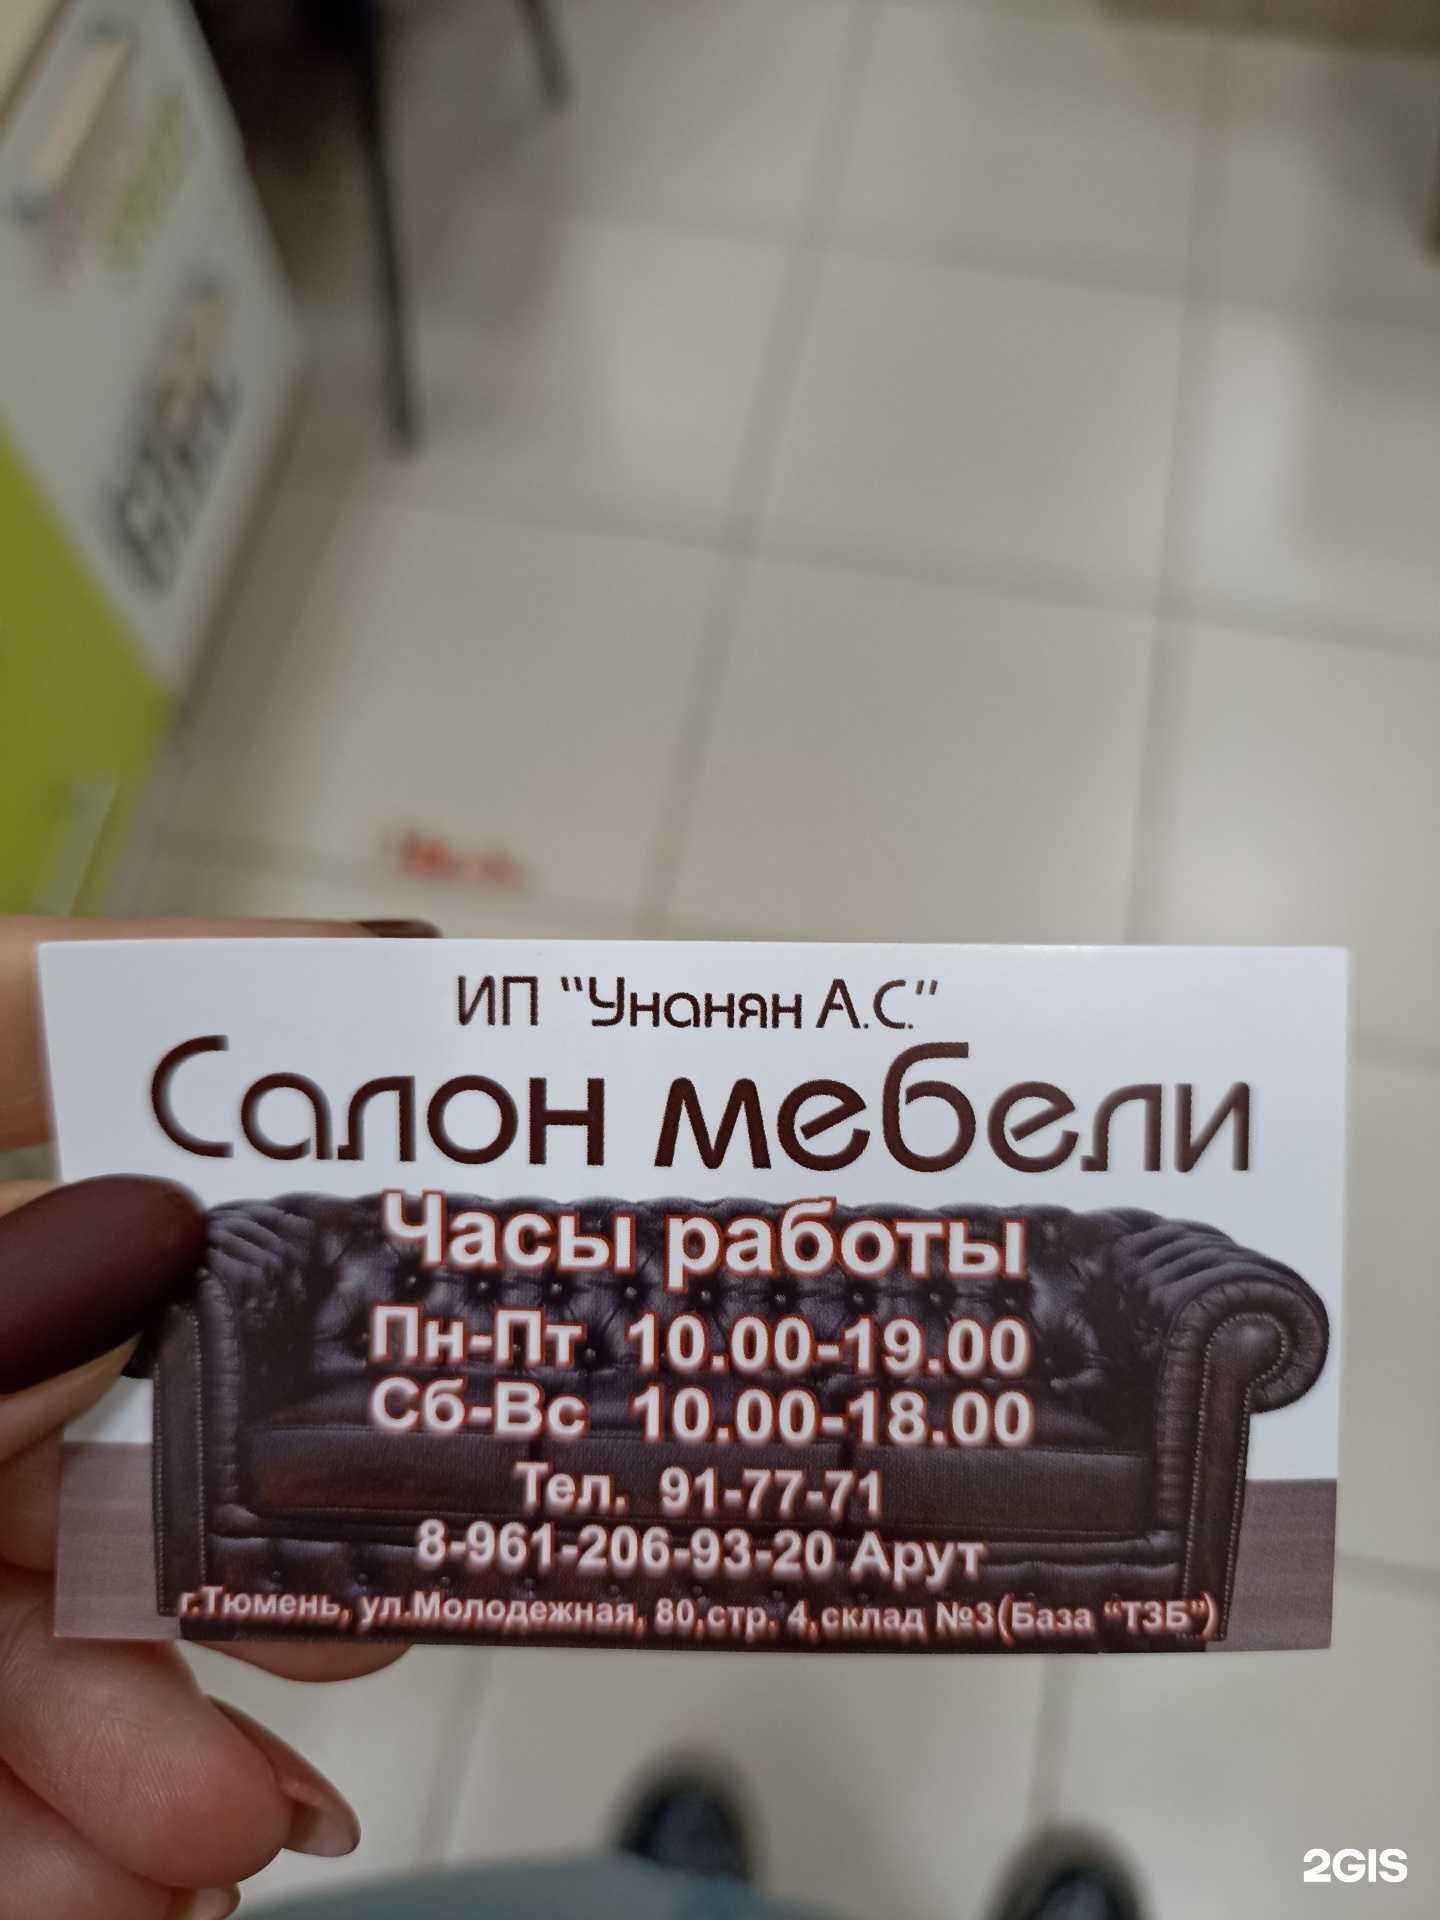 ИП "Унанян А.С."
Салон мебели
Часы работы
Пн-Пт 10.00-19.00
Сб-Вс 10.00-18.00
Тел. 91-77-71
8-961-206-93-20 Арут
г.Тюмень, ул.Молодежная, 80,стр. 4,склад №3(База "ТЗБ")
2GIS